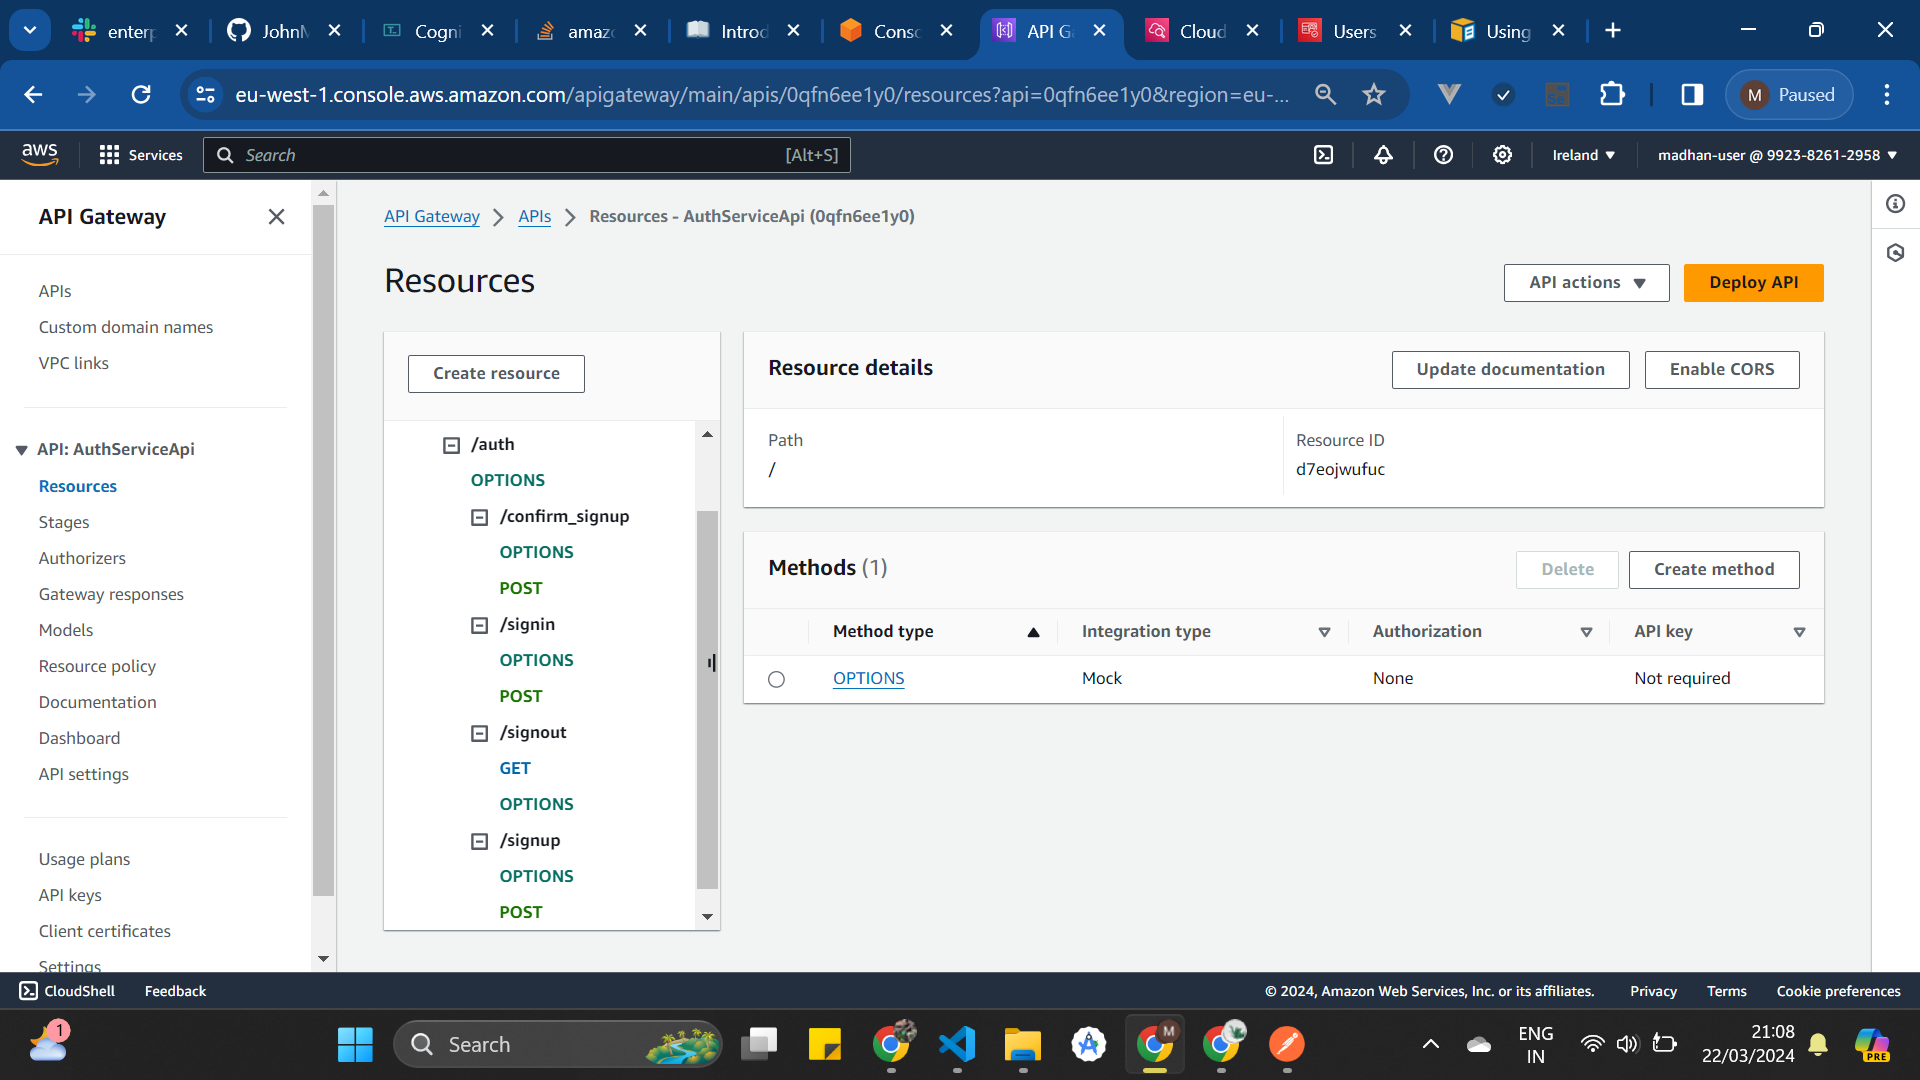 enterp
JohnM
Cogni
amazo
Introd
Consc
API Ga
Cloud
Users
Using
eu-west-1.console.aws.amazon.com/apigateway/main/apis/0qfn6ee1y0/resources?api=0qfn6ee1y0&region=eu-...
M Paused
aws
Services
Search [Alt+S]
Ireland
madhan-user @ 9923-8261-2958
API Gateway
APIs
Custom domain names
VPC links
API: AuthServiceApi
Resources
Stages
Authorizers
Gateway responses
Models
Resource policy
Documentation
Dashboard
API settings
Usage plans
API keys
Client certificates
Settings
API Gateway APIs Resources - AuthServiceApi (0qfn6ee1y0)
Resources
API actions
Deploy API
Create resource
/auth
OPTIONS
/confirm_signup
OPTIONS
POST
/signin
OPTIONS
POST
/signout
GET
OPTIONS
/signup
OPTIONS
POST
Resource details
Update documentation
Enable CORS
Path
/
Resource ID
d7eojwufuc
Methods (1)
Delete
Create method
Method type Integration type Authorization API key
OPTIONS Mock None Not required
CloudShell Feedback
© 2024, Amazon Web Services, Inc. or its affiliates. Privacy Terms Cookie preferences
1
Search
M
ENG
IN
21:08
22/03/2024
PRE